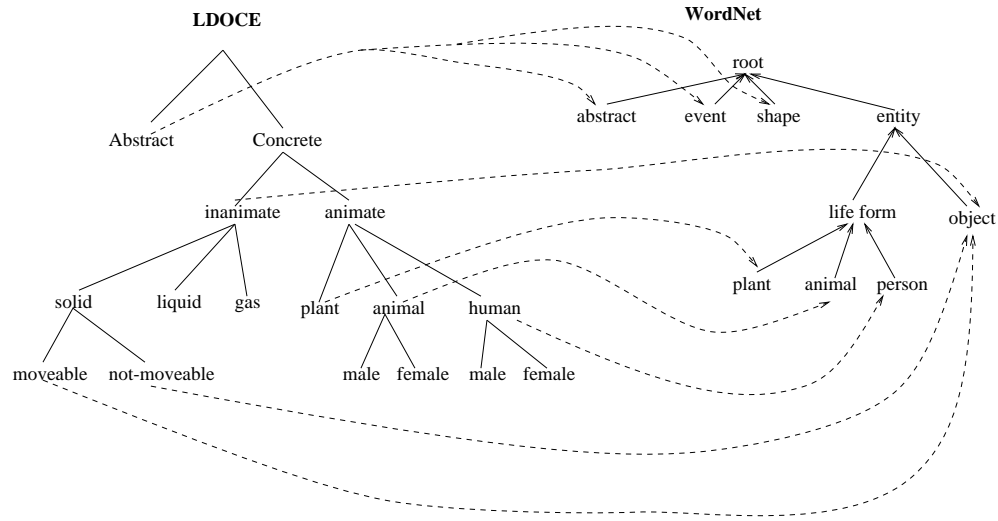 LDOCE
WordNet
root
abstract event shape entity
Abstract Concrete
inanimate animate
life form object
plant animal person
solid liquid gas plant animal human
moveable not-moveable male female male female